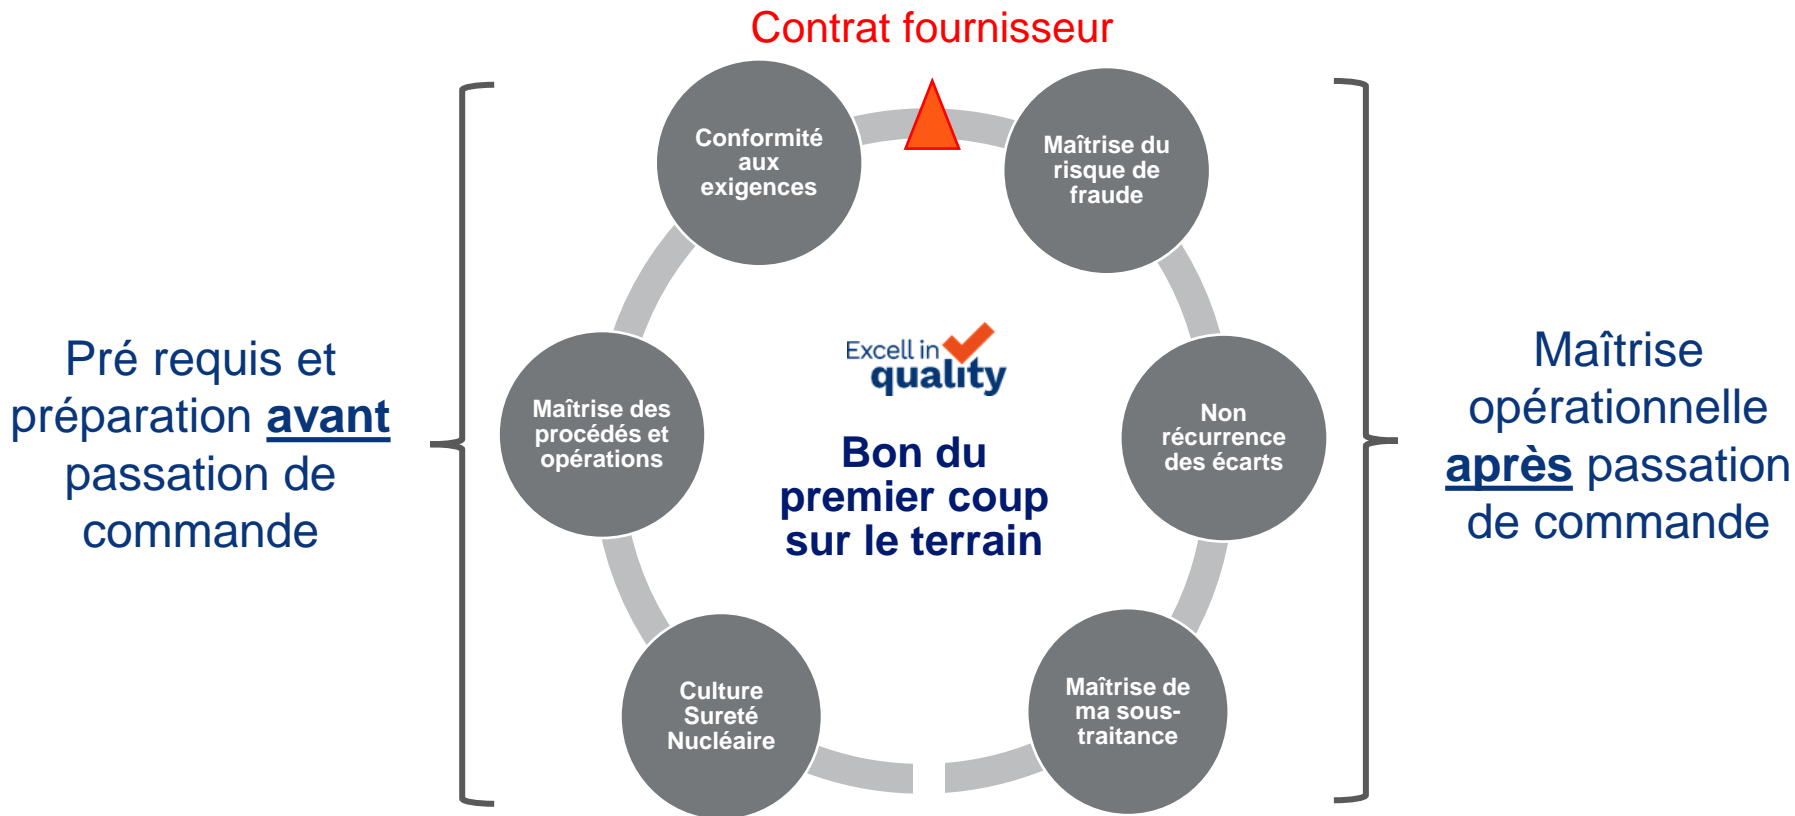 Contrat fournisseur
Conformité
aux
exigences
Maîtrise du
risque de
fraude
Pré requis et
préparation avant
passation de
commande
Maîtrise des
procédés et
opérations
Excell in
quality
Bon du
premier coup
sur le terrain
Non
récurrence
des écarts
Maîtrise
opérationnelle
après passation
de commande
Culture
Sureté
Nucléaire
Maîtrise de
ma sous-
traitance